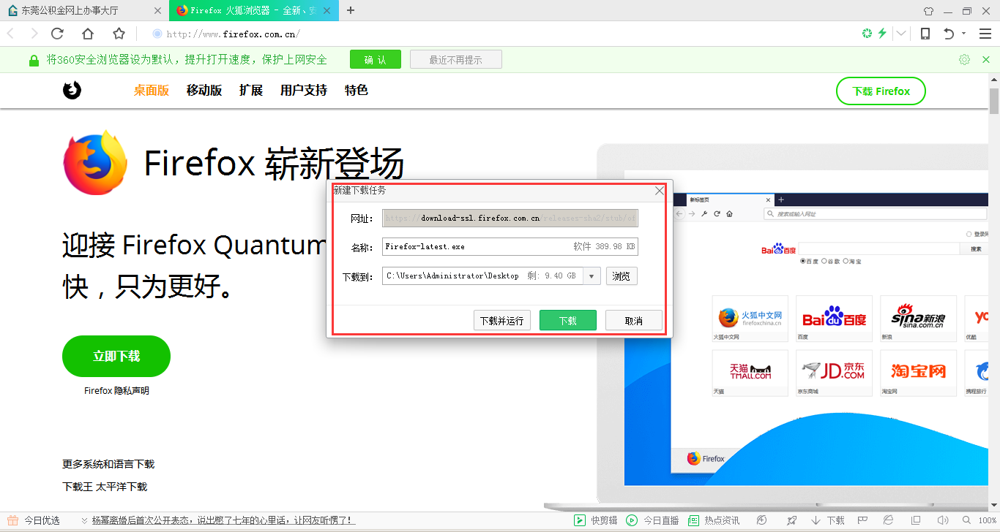 东莞公积金网上办事大厅
Firefox 火狐浏览器 - 全新、安
http://www.firefox.com.cn/
将360安全浏览器设为默认，提升打开速度，保护上网安全
确 认
最近不再提示
桌面版 移动版 扩展 用户支持 特色
下载 Firefox
Firefox 崭新登场
迎接 Firefox Quantum
快，只为更好。
立即下载
Firefox 隐私声明
更多系统和语言下载
下载王 太平洋下载
新建下载任务
网址：
https://download-ssl.firefox.com.cn/releases-sha2/stub/of
名称：
Firefox-latest.exe 软件 389.98 KB
下载到：
C:\Users\Administrator\Desktop 剩: 9.40 GB
浏览
下载并运行
下载
取消
新标签页
搜索或输入网址
登录
Bai 百度
搜索
百度 谷歌 淘宝
火狐中文网
firefoxchina.cn
火狐中文网
Bai 百度
百度
sina新浪
sina.com.cn
新浪
优酷
天猫
TMALL.COM
天猫
JD.COM 京东
京东商城
淘宝网
淘宝网
携程旅行
Firefox
今日优选
杨幂离婚后首次公开表态，说出憋了七年的心里话，让网友听愣了！
快剪辑
今日直播
热点资讯
下载
100%